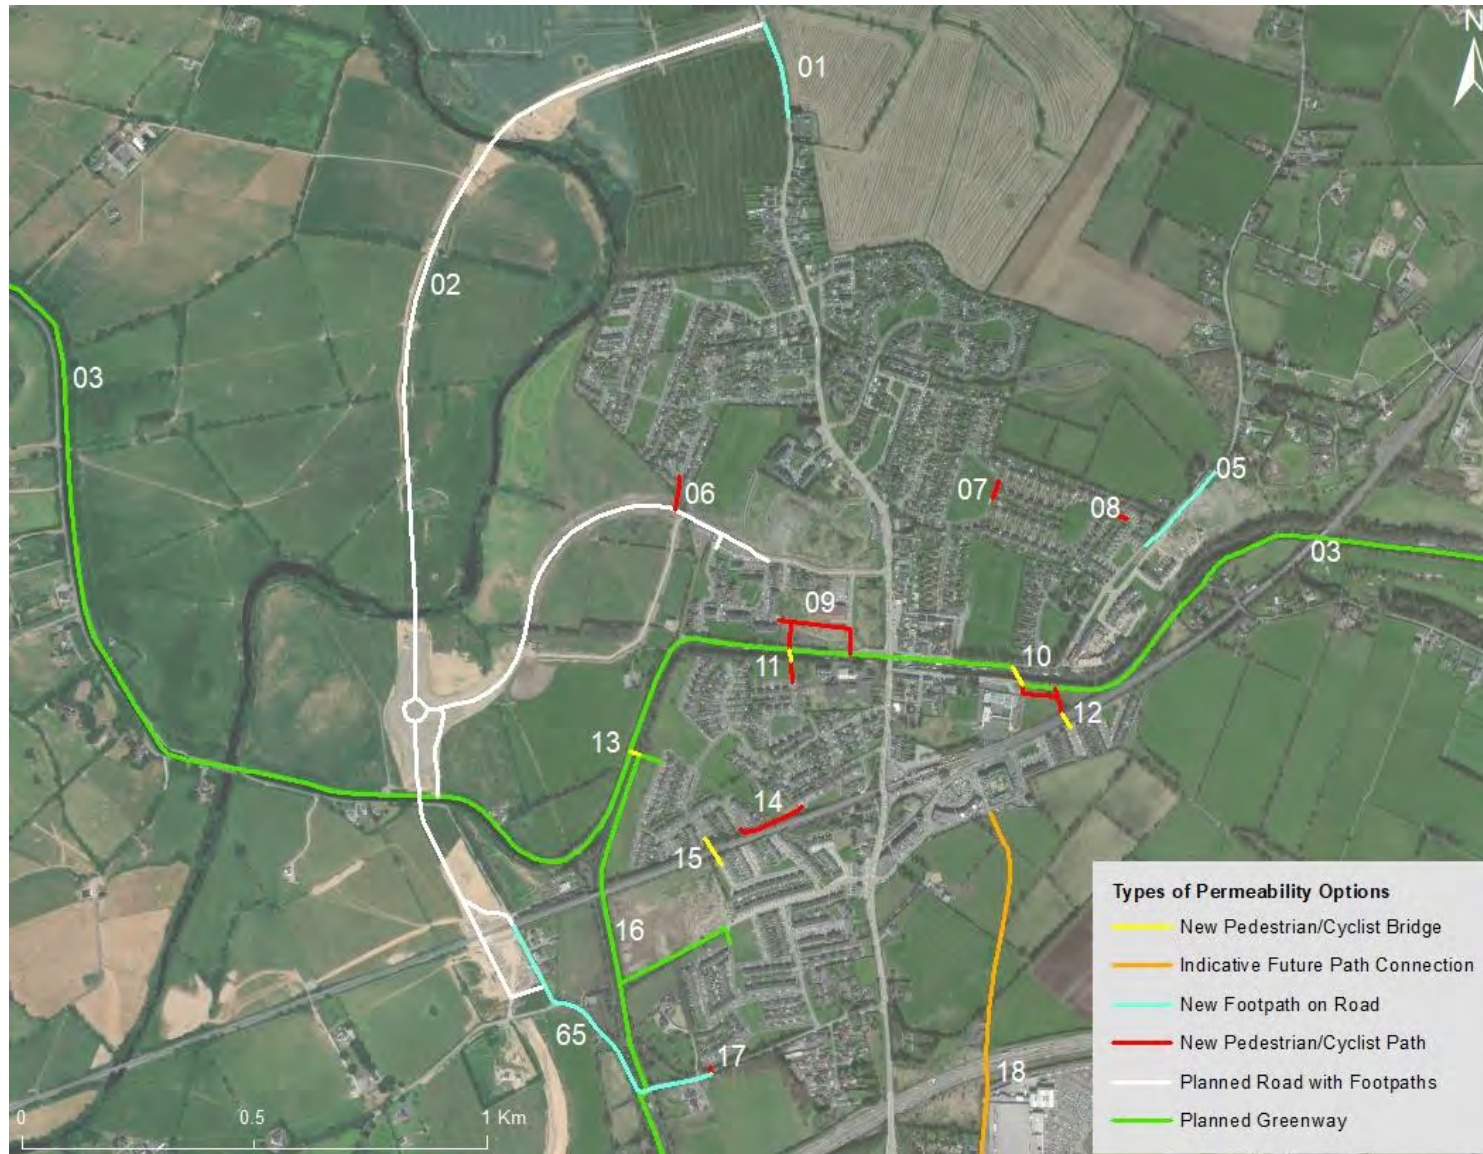 N
01
02
03
05
06
07
08
03
09
10
11
12
13
14
15
16
65
17
18
Types of Permeability Options
New Pedestrian/Cyclist Bridge
Indicative Future Path Connection
New Footpath on Road
New Pedestrian/Cyclist Path
Planned Road with Footpaths
Planned Greenway
0 0.5 1 Km